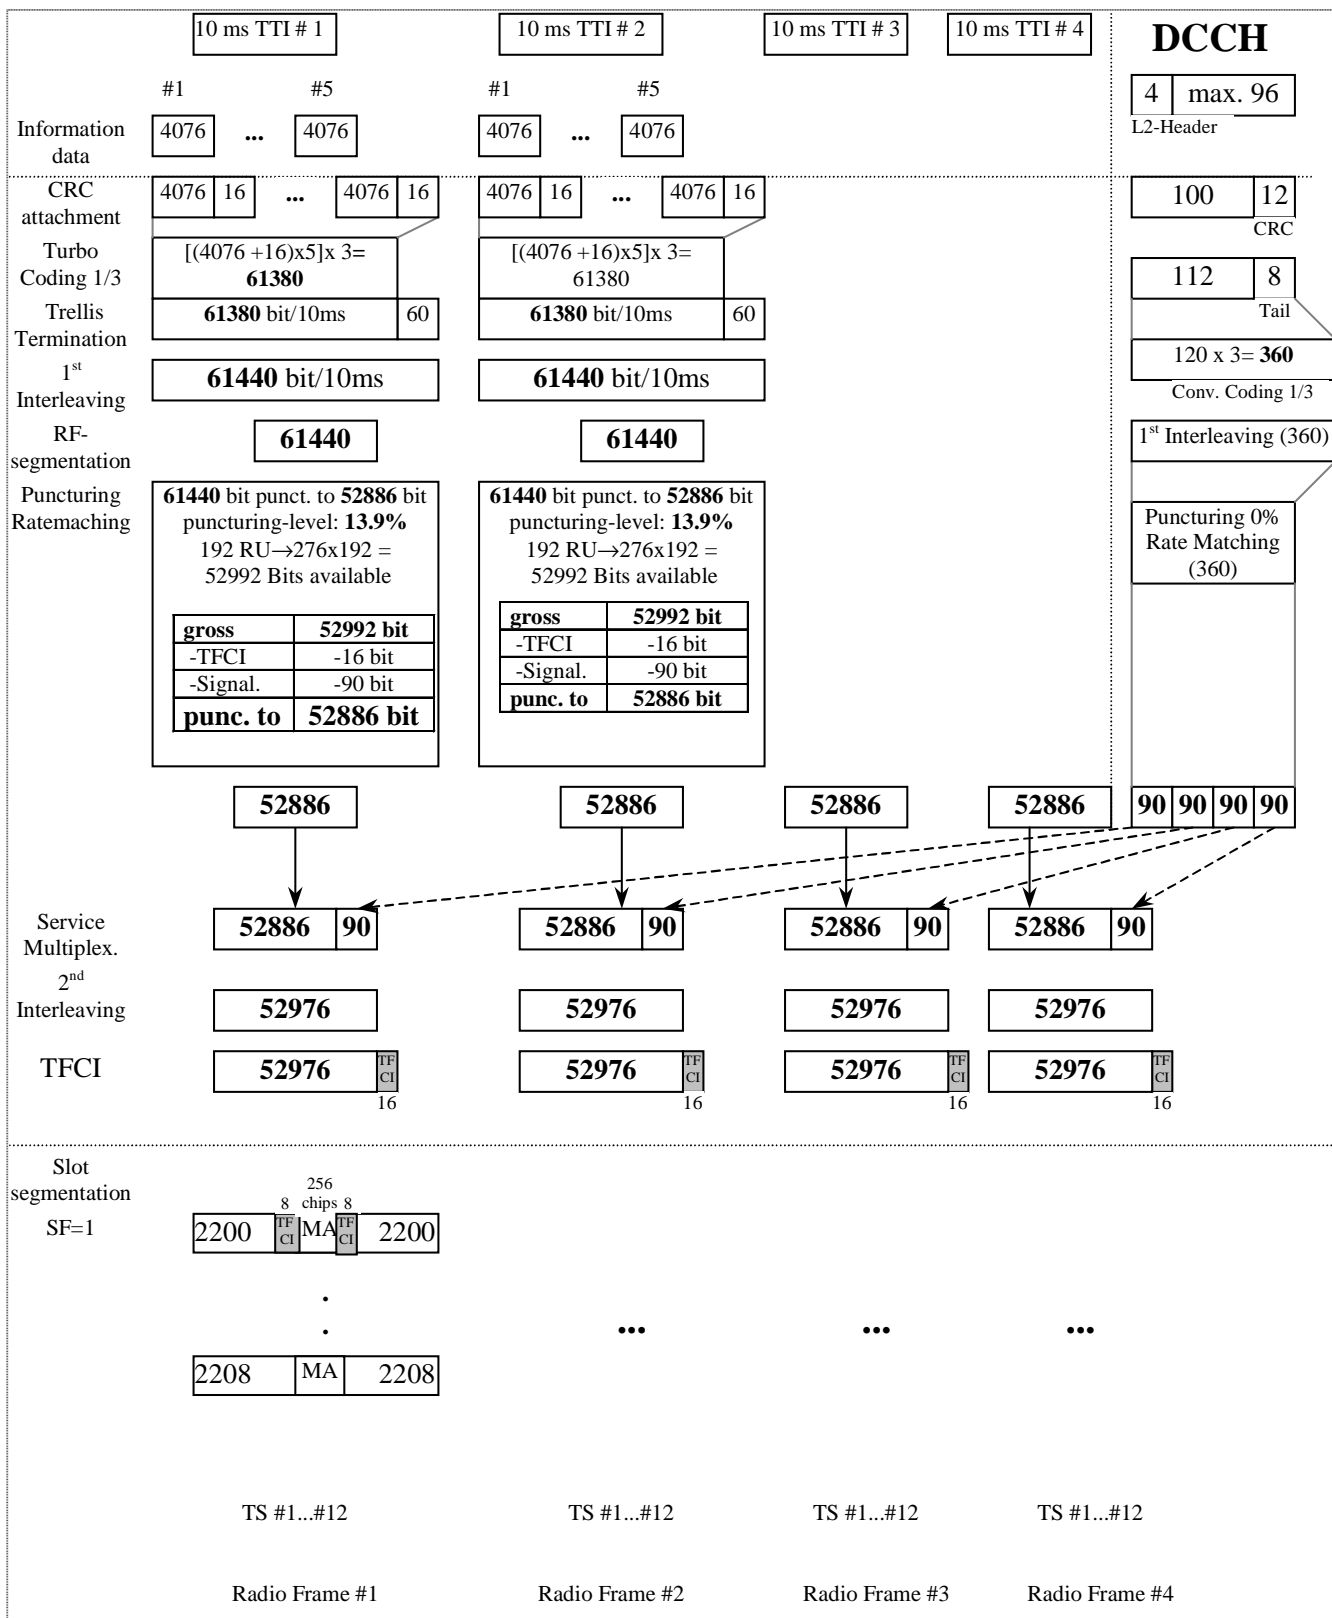 10 ms TTI # 1 10 ms TTI # 2 10 ms TTI # 3 10 ms TTI # 4 DCCH
#1 #5 #1 #5
4 max. 96
L2-Header
Information data
4076 ... 4076 4076 ... 4076
CRC attachment
4076 16 ... 4076 16 4076 16 ... 4076 16 100 12
CRC
Turbo Coding 1/3
[(4076 +16)x5]x 3= [(4076 +16)x5]x 3=
61380 61380
112 8
Tail
Trellis Termination
61380 bit/10ms 60 61380 bit/10ms 60
120 x 3= 360
Conv. Coding 1/3
1st Interleaving
61440 bit/10ms 61440 bit/10ms
RF-segmentation
61440 61440 1st Interleaving (360)
Puncturing Ratemaching
61440 bit punct. to 52886 bit 61440 bit punct. to 52886 bit
puncturing-level: 13.9% puncturing-level: 13.9%
192 RU→276x192 = 192 RU→276x192 =
52992 Bits available 52992 Bits available
Puncturing 0%
Rate Matching
(360)
gross 52992 bit gross 52992 bit
-TFCI -16 bit -TFCI -16 bit
-Signal. -90 bit -Signal. -90 bit
punc. to 52886 bit punc. to 52886 bit
52886 52886 52886 52886 90 90 90 90
Service Multiplex.
52886 90 52886 90 52886 90 52886 90
2nd Interleaving
52976 52976 52976 52976
TFCI
52976 TF CI 52976 TF CI 52976 TF CI 52976 TF CI
16 16 16 16
Slot segmentation
SF=1
256
8 chips 8
2200 TF CI MA TF CI 2200
.
. ... ... ...
2208 MA 2208
TS #1...#12 TS #1...#12 TS #1...#12 TS #1...#12
Radio Frame #1 Radio Frame #2 Radio Frame #3 Radio Frame #4